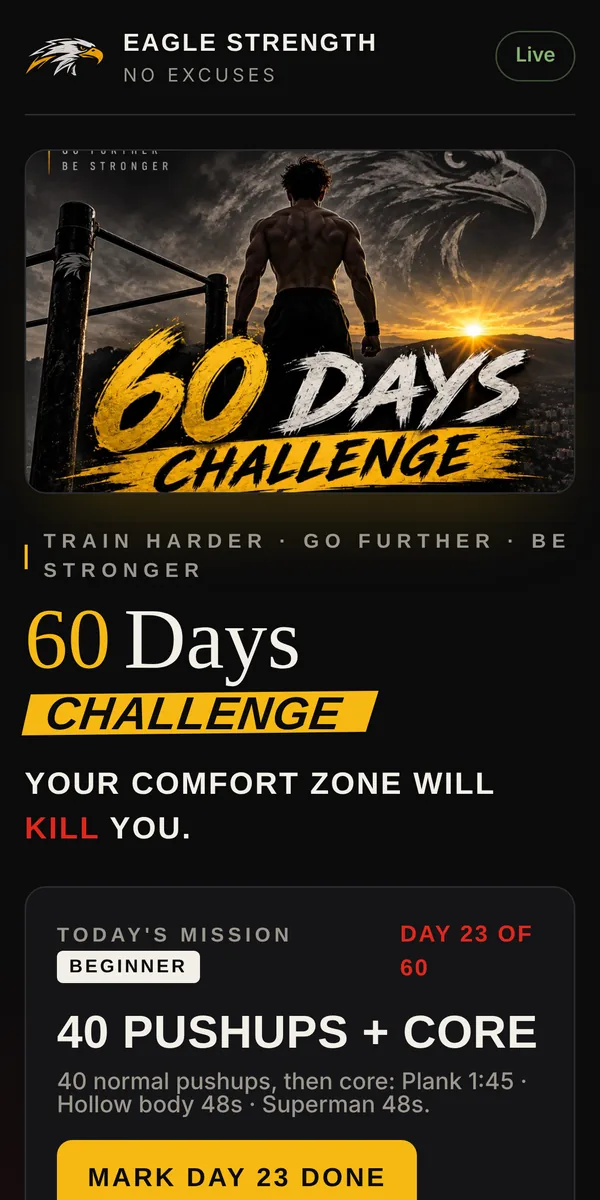 EAGLE STRENGTH
NO EXCUSES
Live
GO FURTHER
BE STRONGER
60 DAYS
CHALLENGE
TRAIN HARDER · GO FURTHER · BE
STRONGER
60 Days
CHALLENGE
YOUR COMFORT ZONE WILL
KILL YOU.
TODAY'S MISSION
BEGINNER
DAY 23 OF
60
40 PUSHUPS + CORE
40 normal pushups, then core: Plank 1:45 ·
Hollow body 48s · Superman 48s.
MARK DAY 23 DONE